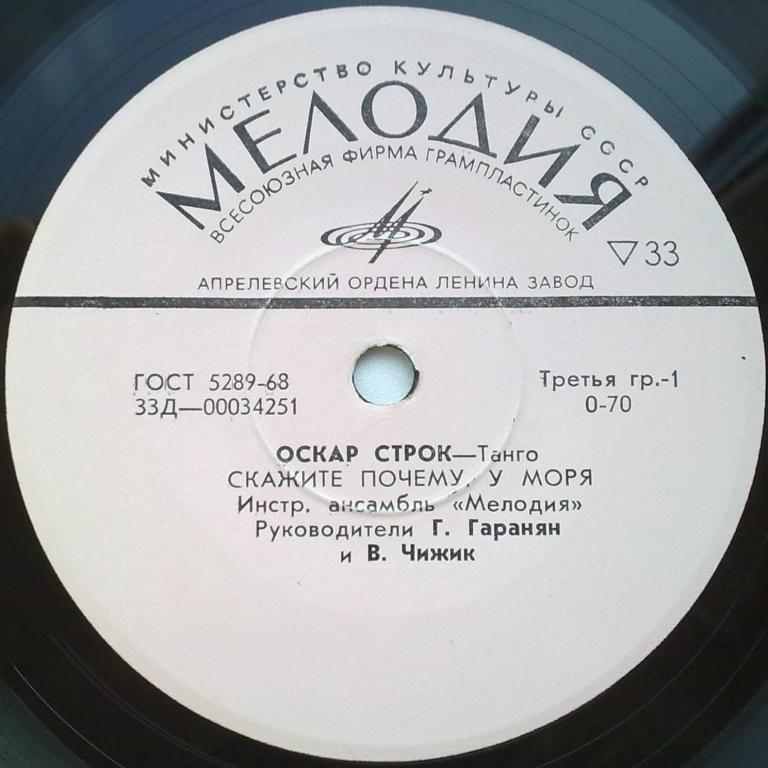 МИНИСТЕРСТВО КУЛЬТУРЫ СССР
МЕЛОДИЯ
ВСЕСОЮЗНАЯ ФИРМА ГРАМПЛАСТИНОК
▽33
АПРЕЛЕВСКИЙ ОРДЕНА ЛЕНИНА ЗАВОД
ГОСТ 5289-68
33Д—00034251
Третья гр.-1
0-70
ОСКАР СТРОК—Танго
СКАЖИТЕ ПОЧЕМУ, У МОРЯ
Инстр. ансамбль «Мелодия»
Руководители Г. Гаранян
и В. Чижик